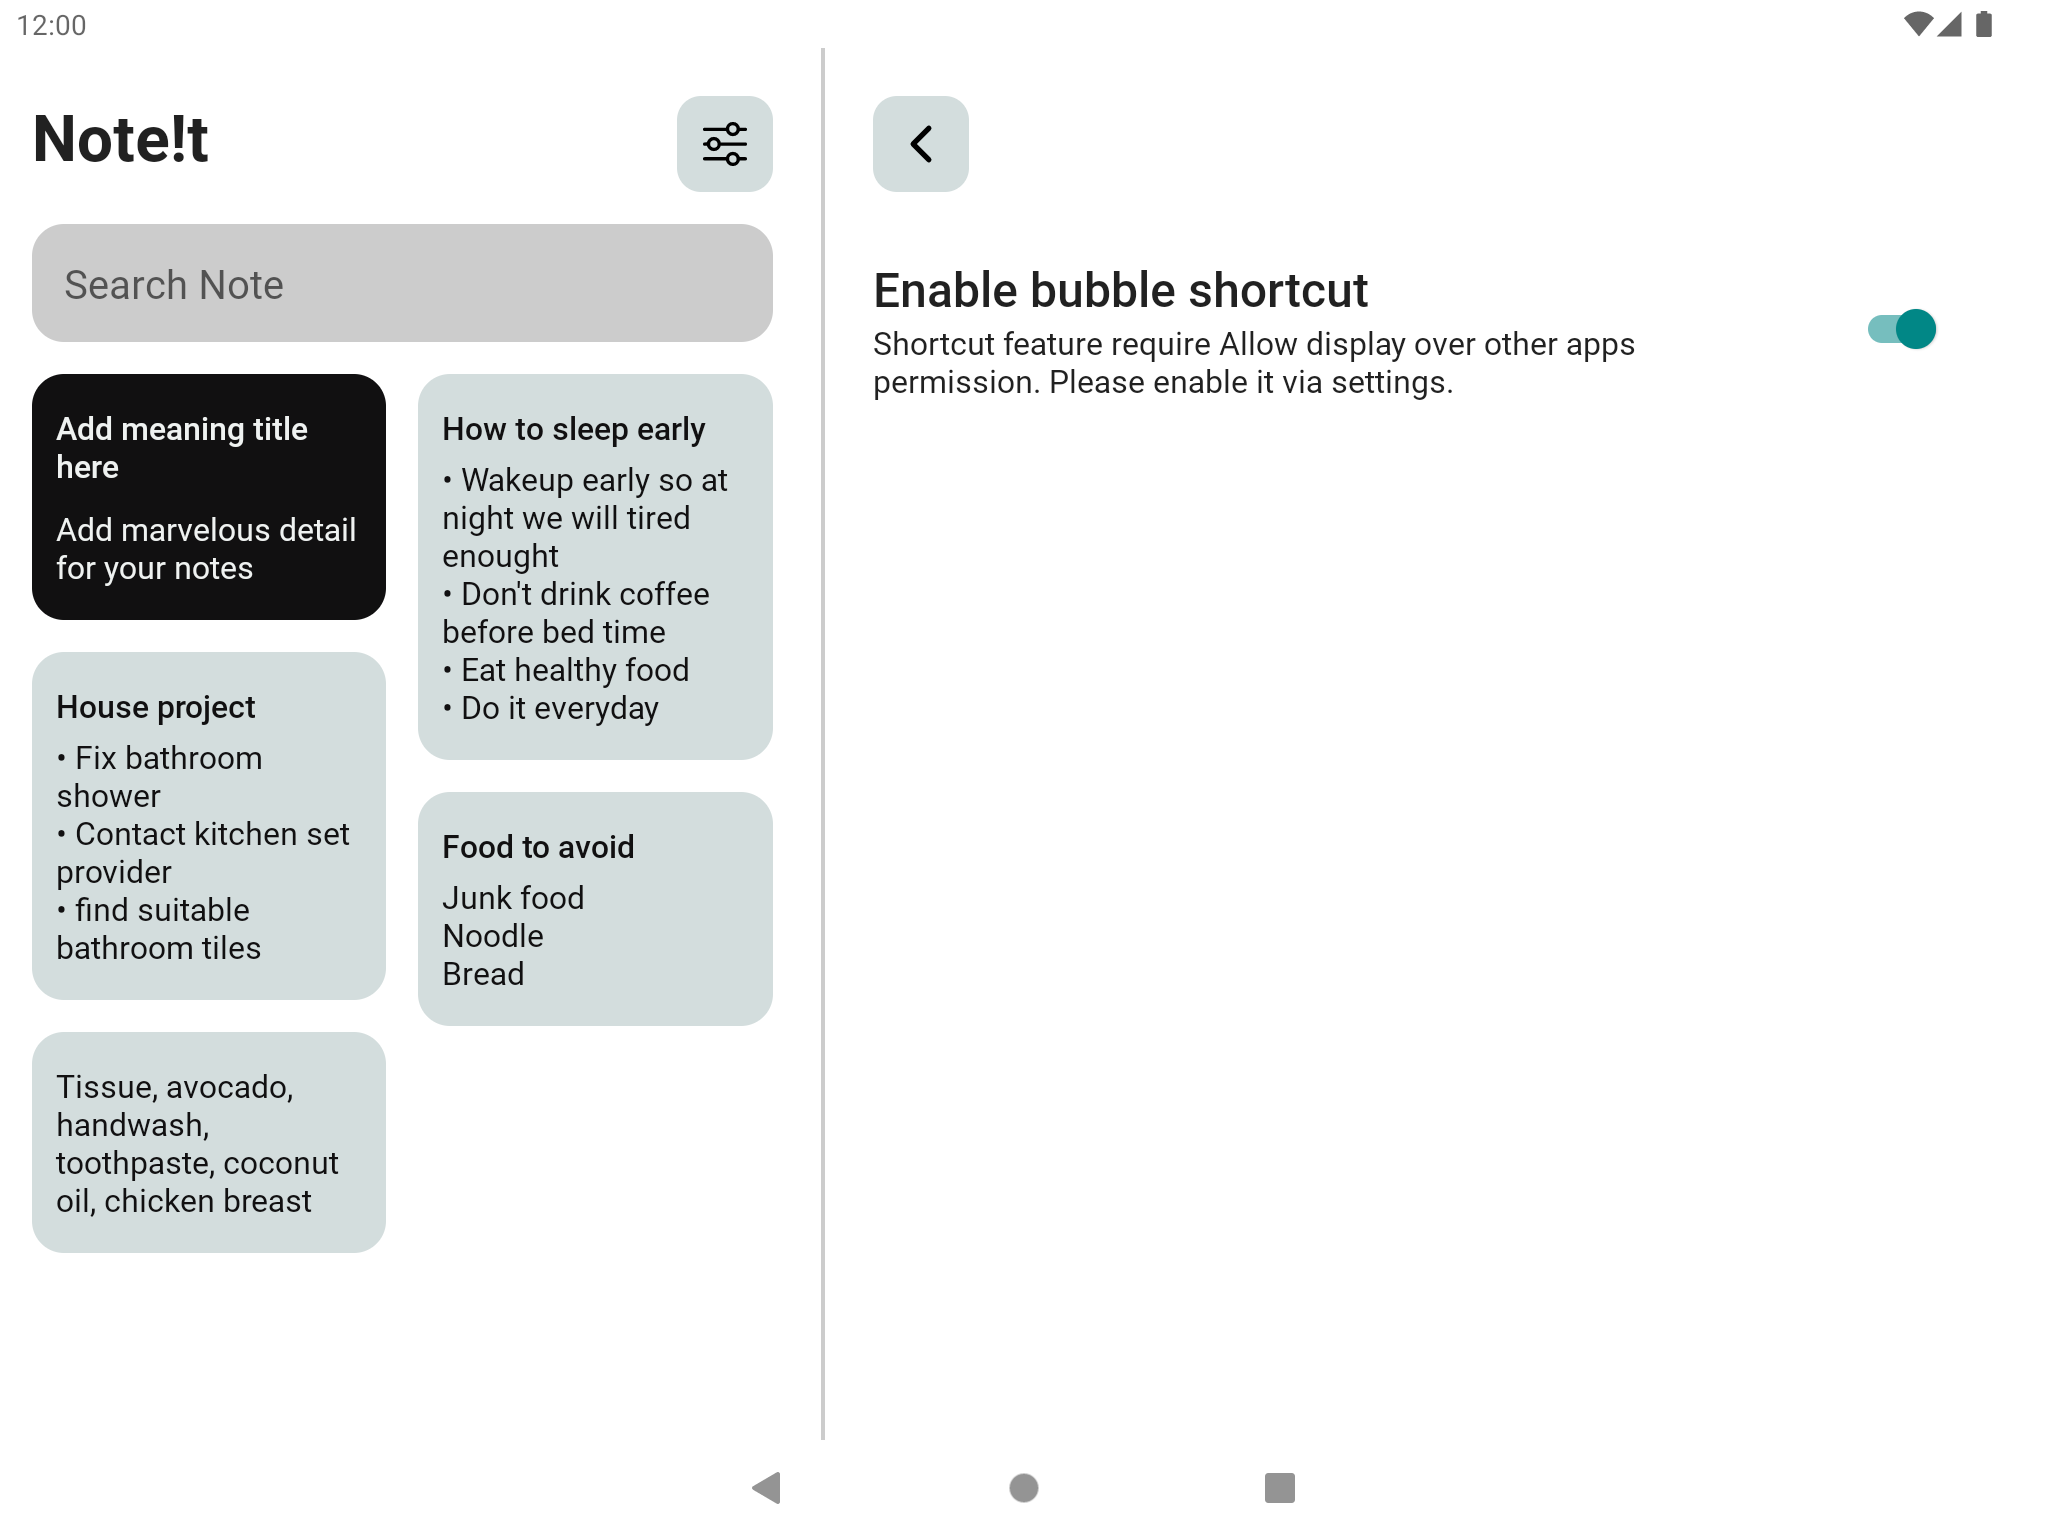 12:00
Note!t
Search Note
Add meaning title
here
Add marvelous detail
for your notes
House project
• Fix bathroom
shower
• Contact kitchen set
provider
• find suitable
bathroom tiles
Tissue, avocado,
handwash,
toothpaste, coconut
oil, chicken breast
How to sleep early
• Wakeup early so at
night we will tired
enought
• Don't drink coffee
before bed time
• Eat healthy food
• Do it everyday
Food to avoid
Junk food
Noodle
Bread
Enable bubble shortcut
Shortcut feature require Allow display over other apps
permission. Please enable it via settings.